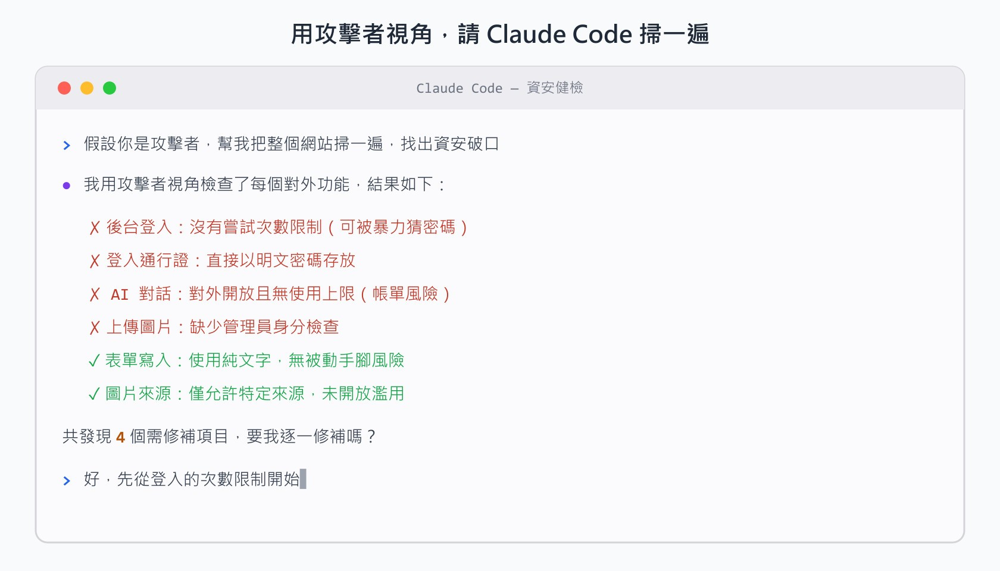 用攻擊者視角，請 Claude Code 掃一遍
Claude Code — 資安健檢
› 假設你是攻擊者，幫我把整個網站掃一遍，找出資安破口
● 我用攻擊者視角檢查了每個對外功能，結果如下：
✗ 後台登入：沒有嘗試次數限制（可被暴力猜密碼）
✗ 登入通行證：直接以明文密碼存放
✗ AI 對話：對外開放且無使用上限（帳單風險）
✗ 上傳圖片：缺少管理員身分檢查
✓ 表單寫入：使用純文字，無被動手腳風險
✓ 圖片來源：僅允許特定來源，未開放濫用
共發現 4 個需修補項目，要我逐一修補嗎？
› 好，先從登入的次數限制開始